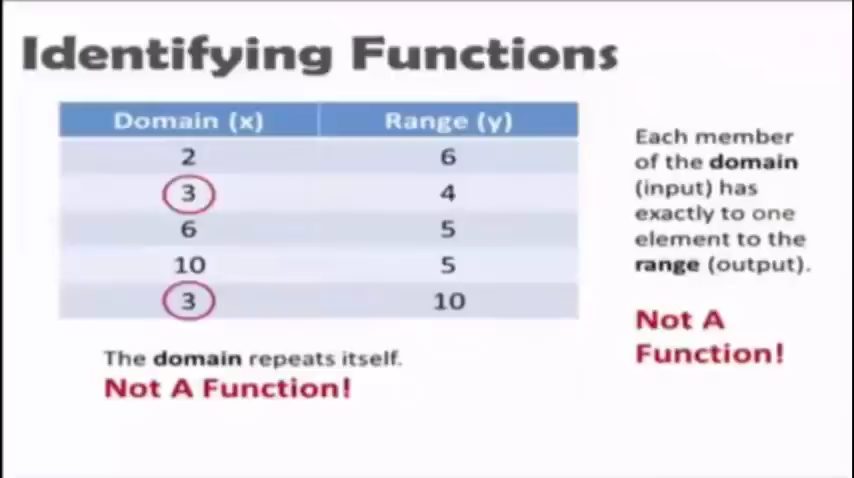 Identifying Functions
Domain (x) Range (y)
2 6
3 4
6 5
10 5
3 10
Each member
of the domain
(input) has
exactly to one
element to the
range (output).
Not A
Function!
The domain repeats itself.
Not A Function!